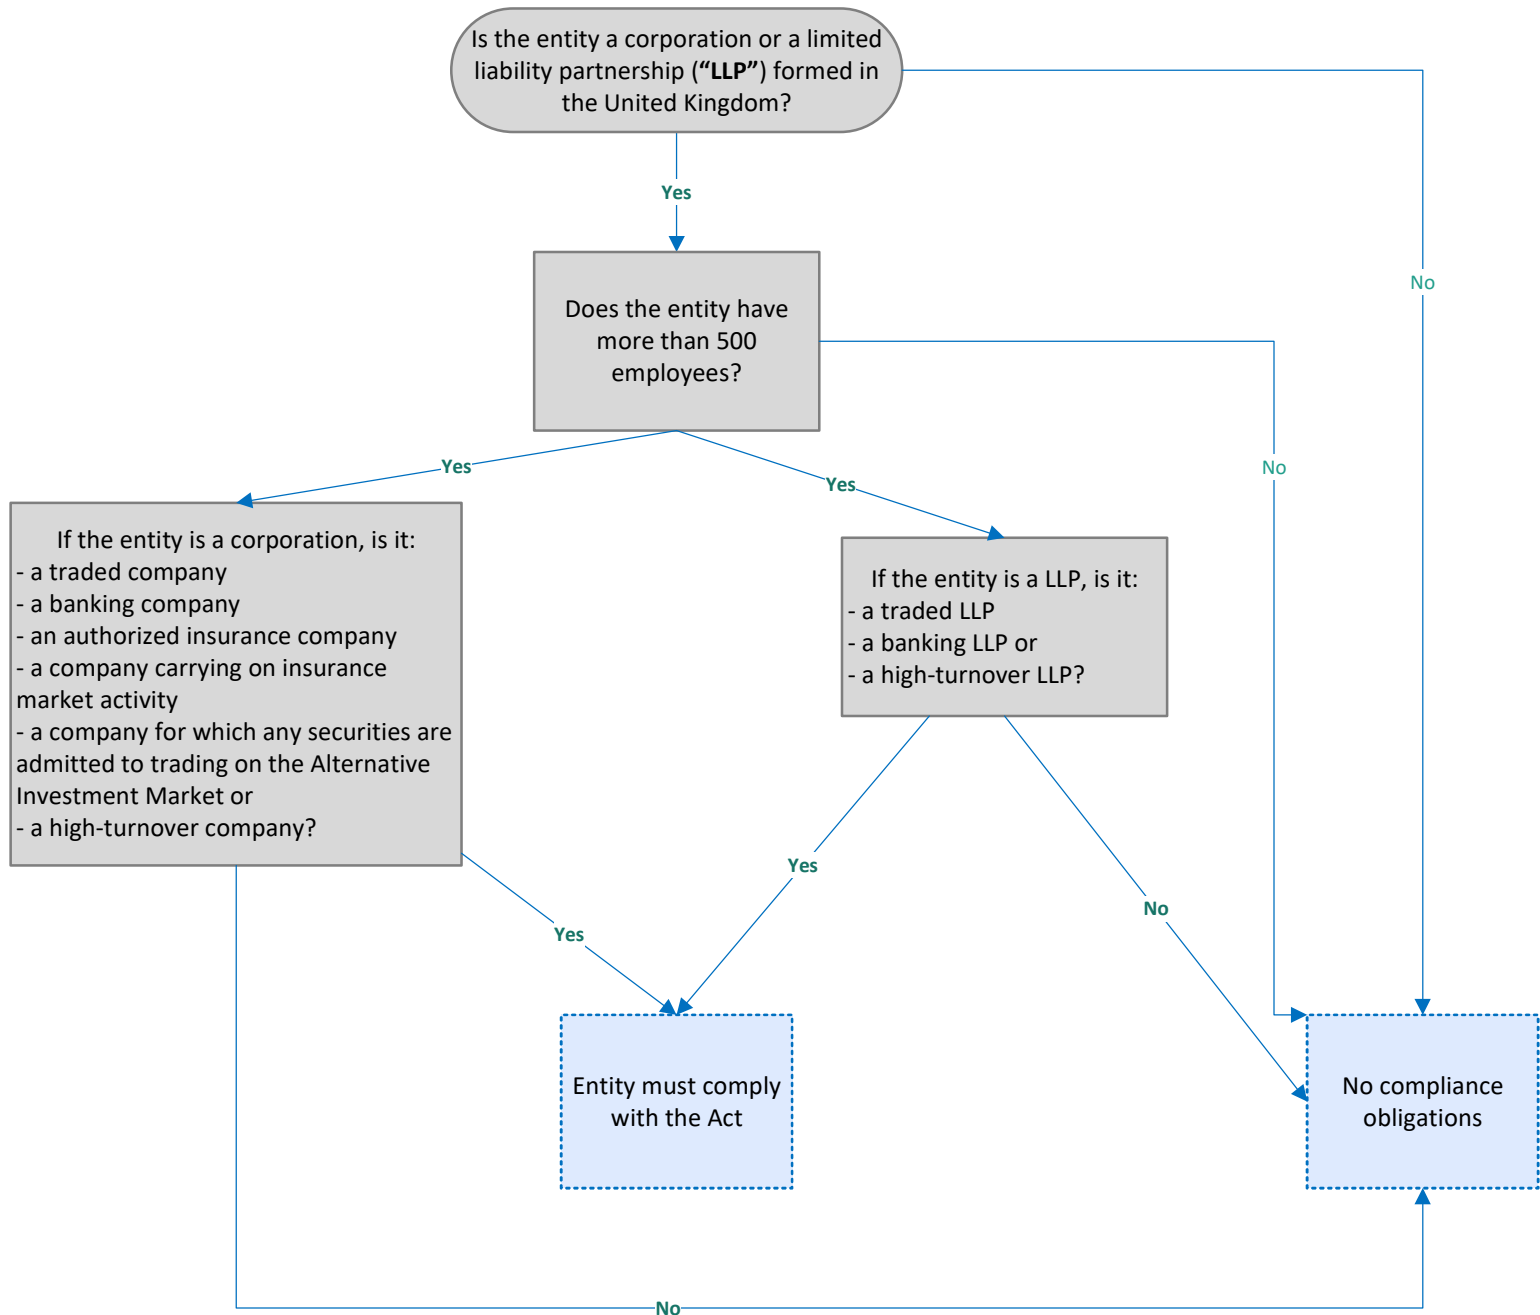 Is the entity a corporation or a limited
liability partnership (“LLP”) formed in
the United Kingdom?
Yes
No
Does the entity have
more than 500
employees?
Yes
Yes
No
If the entity is a corporation, is it:
- a traded company
- a banking company
- an authorized insurance company
- a company carrying on insurance
market activity
- a company for which any securities are
admitted to trading on the Alternative
Investment Market or
- a high-turnover company?
If the entity is a LLP, is it:
- a traded LLP
- a banking LLP or
- a high-turnover LLP?
Yes
Yes
No
Entity must comply
with the Act
No compliance
obligations
No